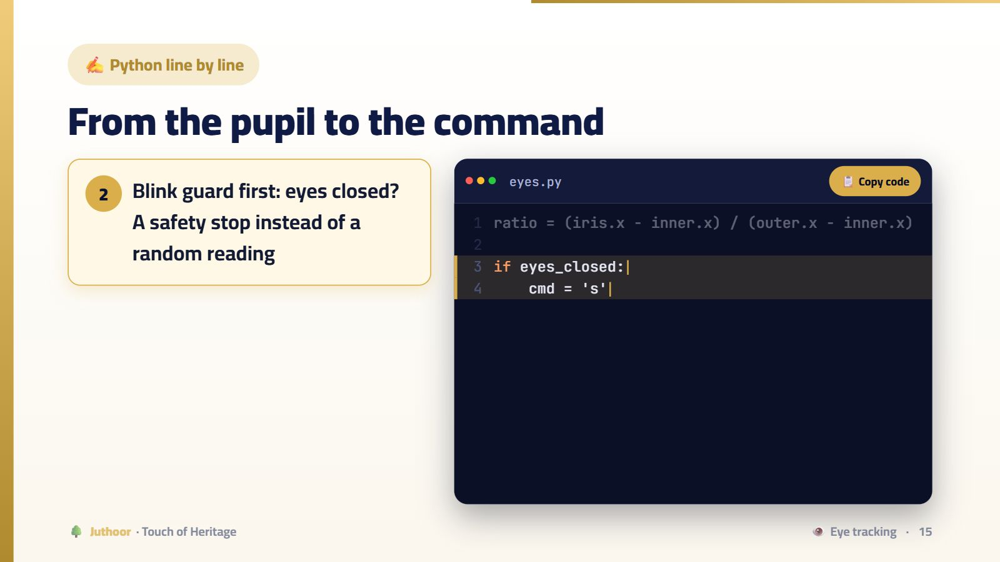 ✍️ Python line by line
From the pupil to the command
2
Blink guard first: eyes closed?
A safety stop instead of a
random reading
eyes.py
📋 Copy code
1 ratio = (iris.x - inner.x) / (outer.x - inner.x)
2
3 if eyes_closed:
4     cmd = 's'
🌳 Juthoor · Touch of Heritage
👁️ Eye tracking · 15